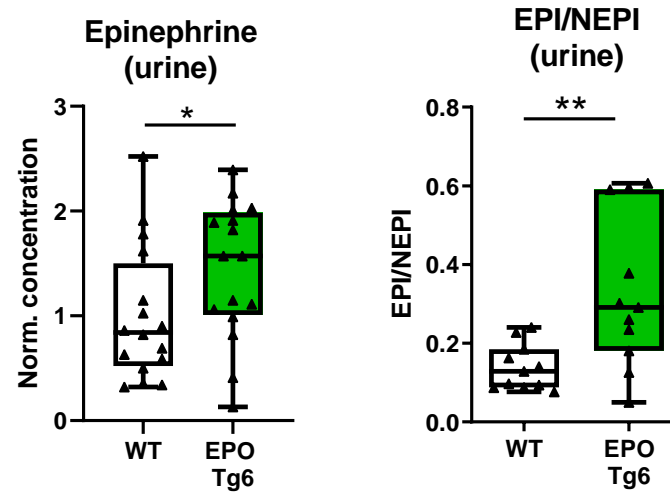 Epinephrine
(urine)
Norm. concentration
3
2
1
0
*
WT
EPO
Tg6
EPI/NEPI
(urine)
EPI/NEPI
0.8
0.6
0.4
0.2
0.0
**
WT
EPO
Tg6